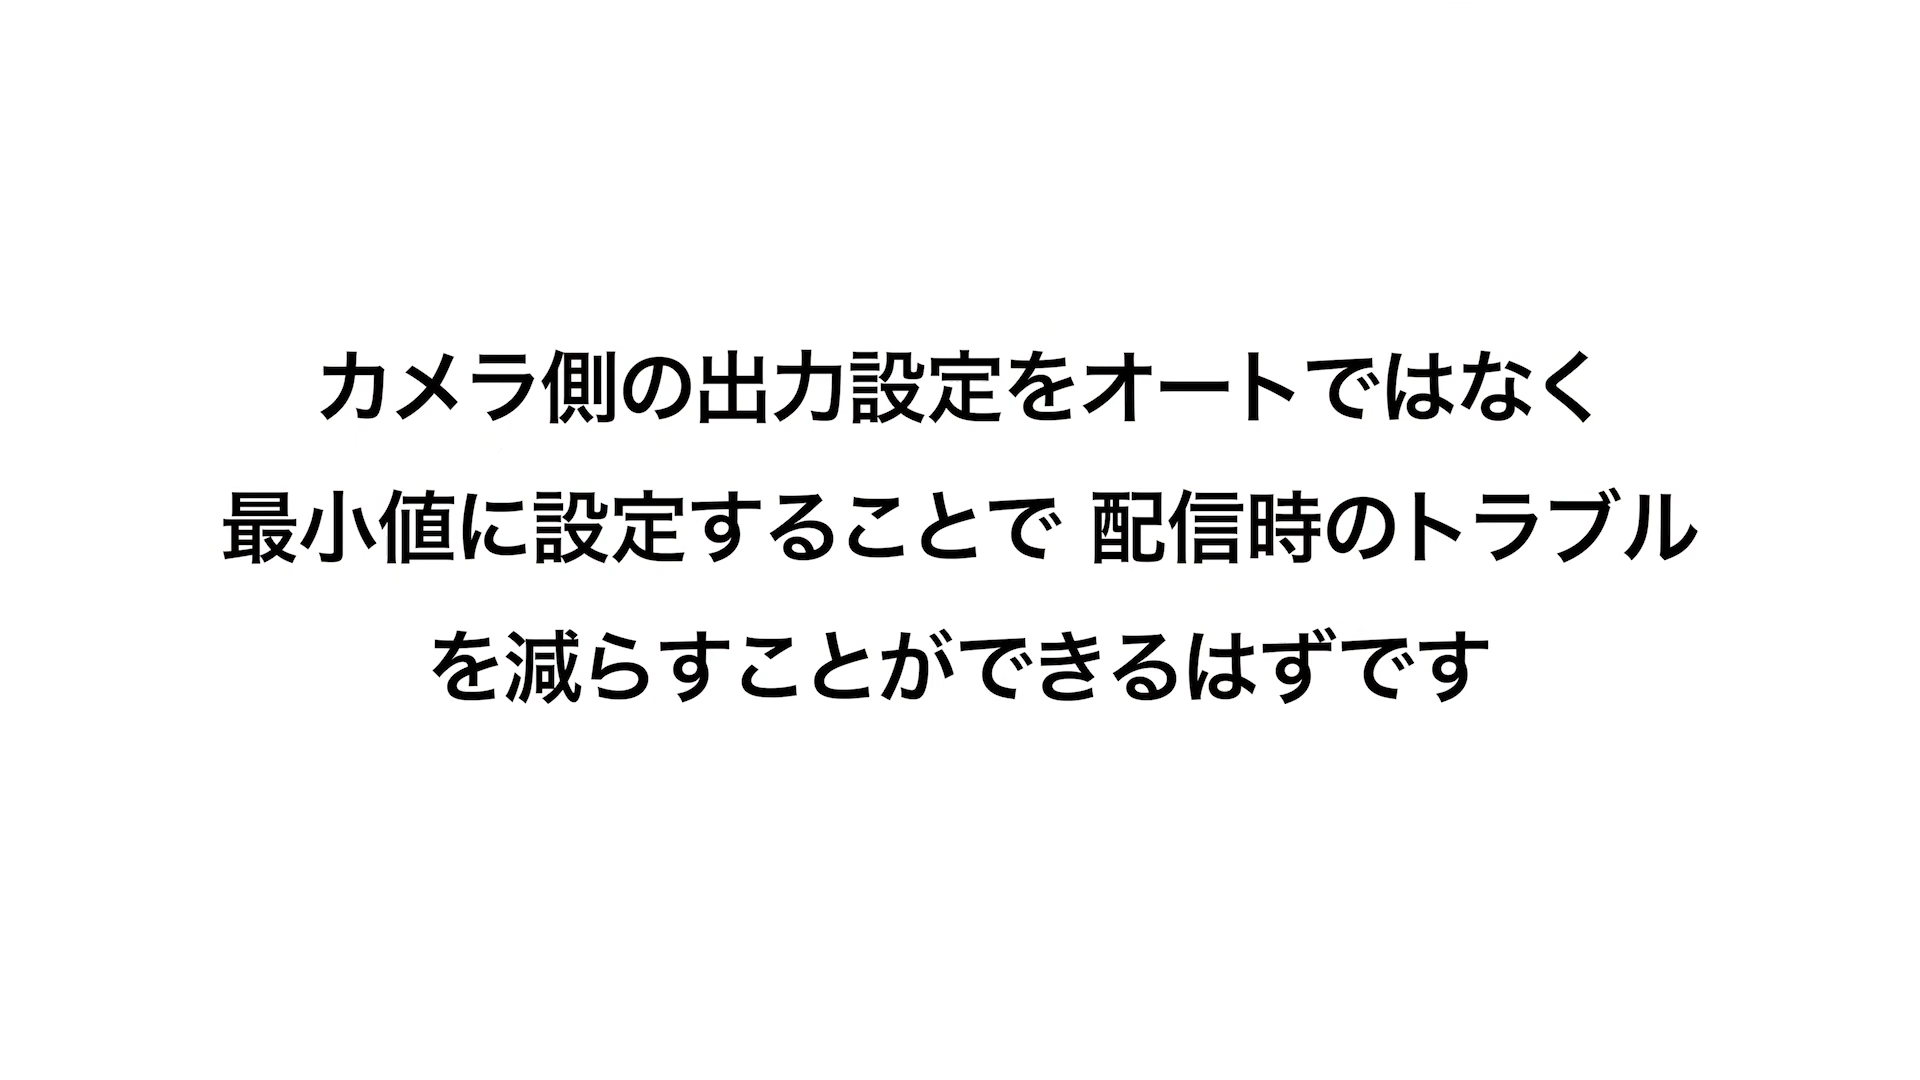 カメラ側の出力設定をオートではなく
最小値に設定することで 配信時のトラブル
を減らすことができるはずです